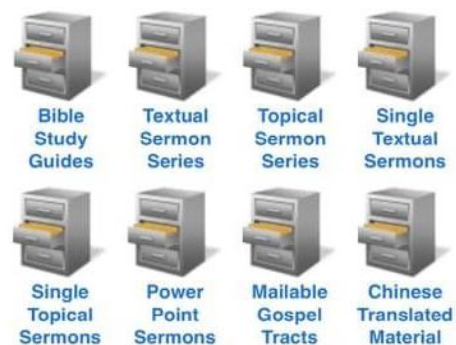 Bible
Study
Guides
Textual
Sermon
Series
Topical
Sermon
Series
Single
Textual
Sermons
Single
Topical
Sermons
Power
Point
Sermons
Mailable
Gospel
Tracts
Chinese
Translated
Material